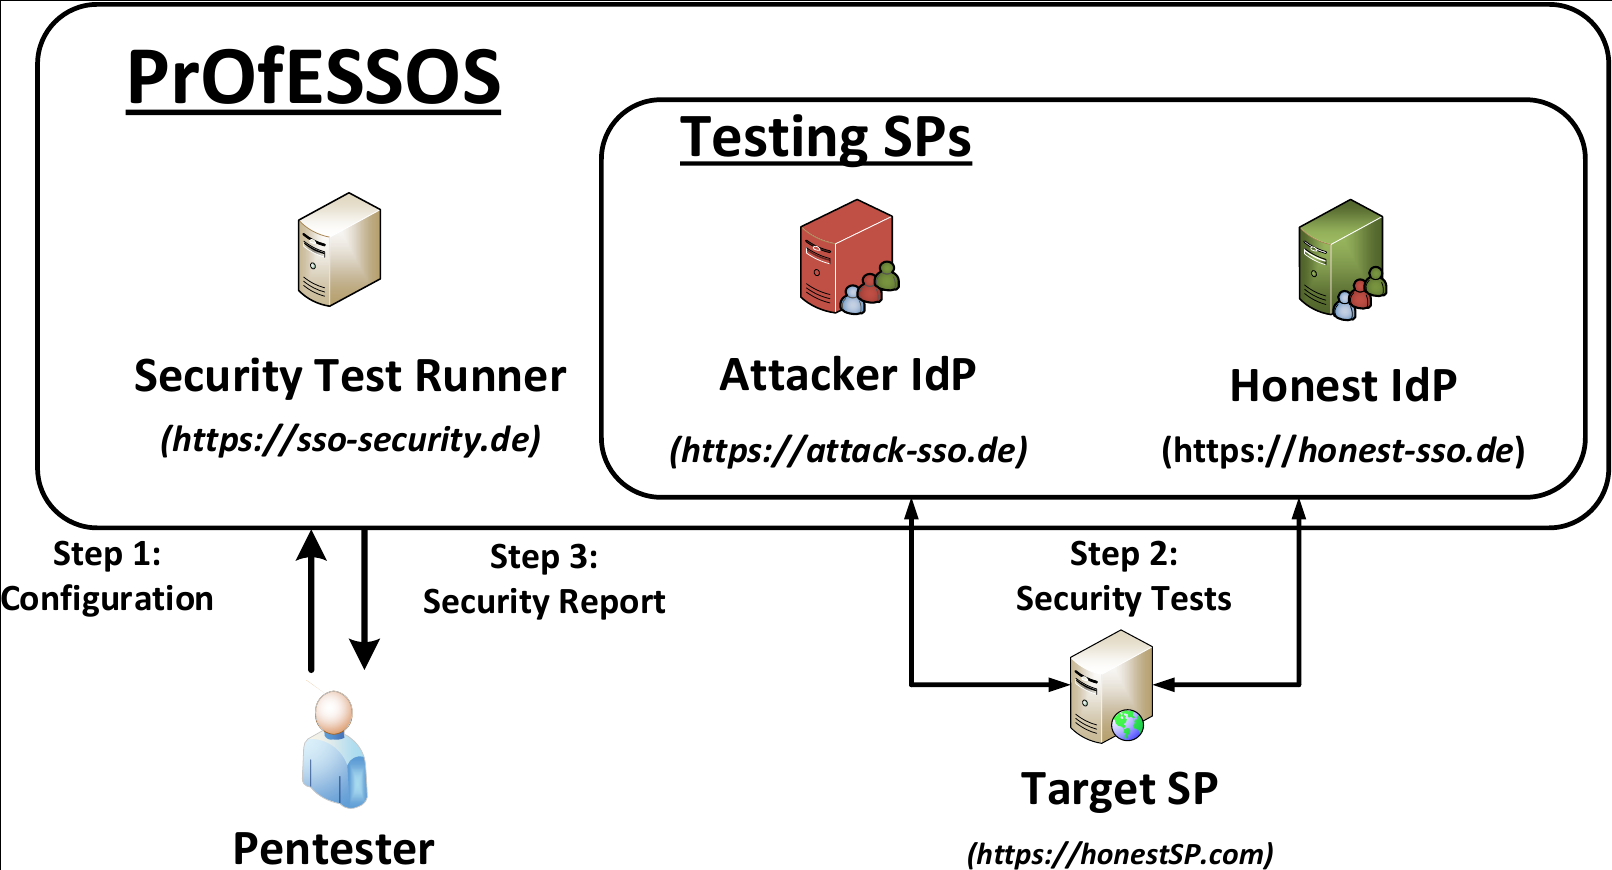 PrOfESSOS
Testing SPs
Security Test Runner
(https://sso-security.de)
Attacker IdP
(https://attack-sso.de)
Honest IdP
(https://honest-sso.de)
Step 1:
Configuration
Step 3:
Security Report
Step 2:
Security Tests
Pentester
Target SP
(https://honestSP.com)